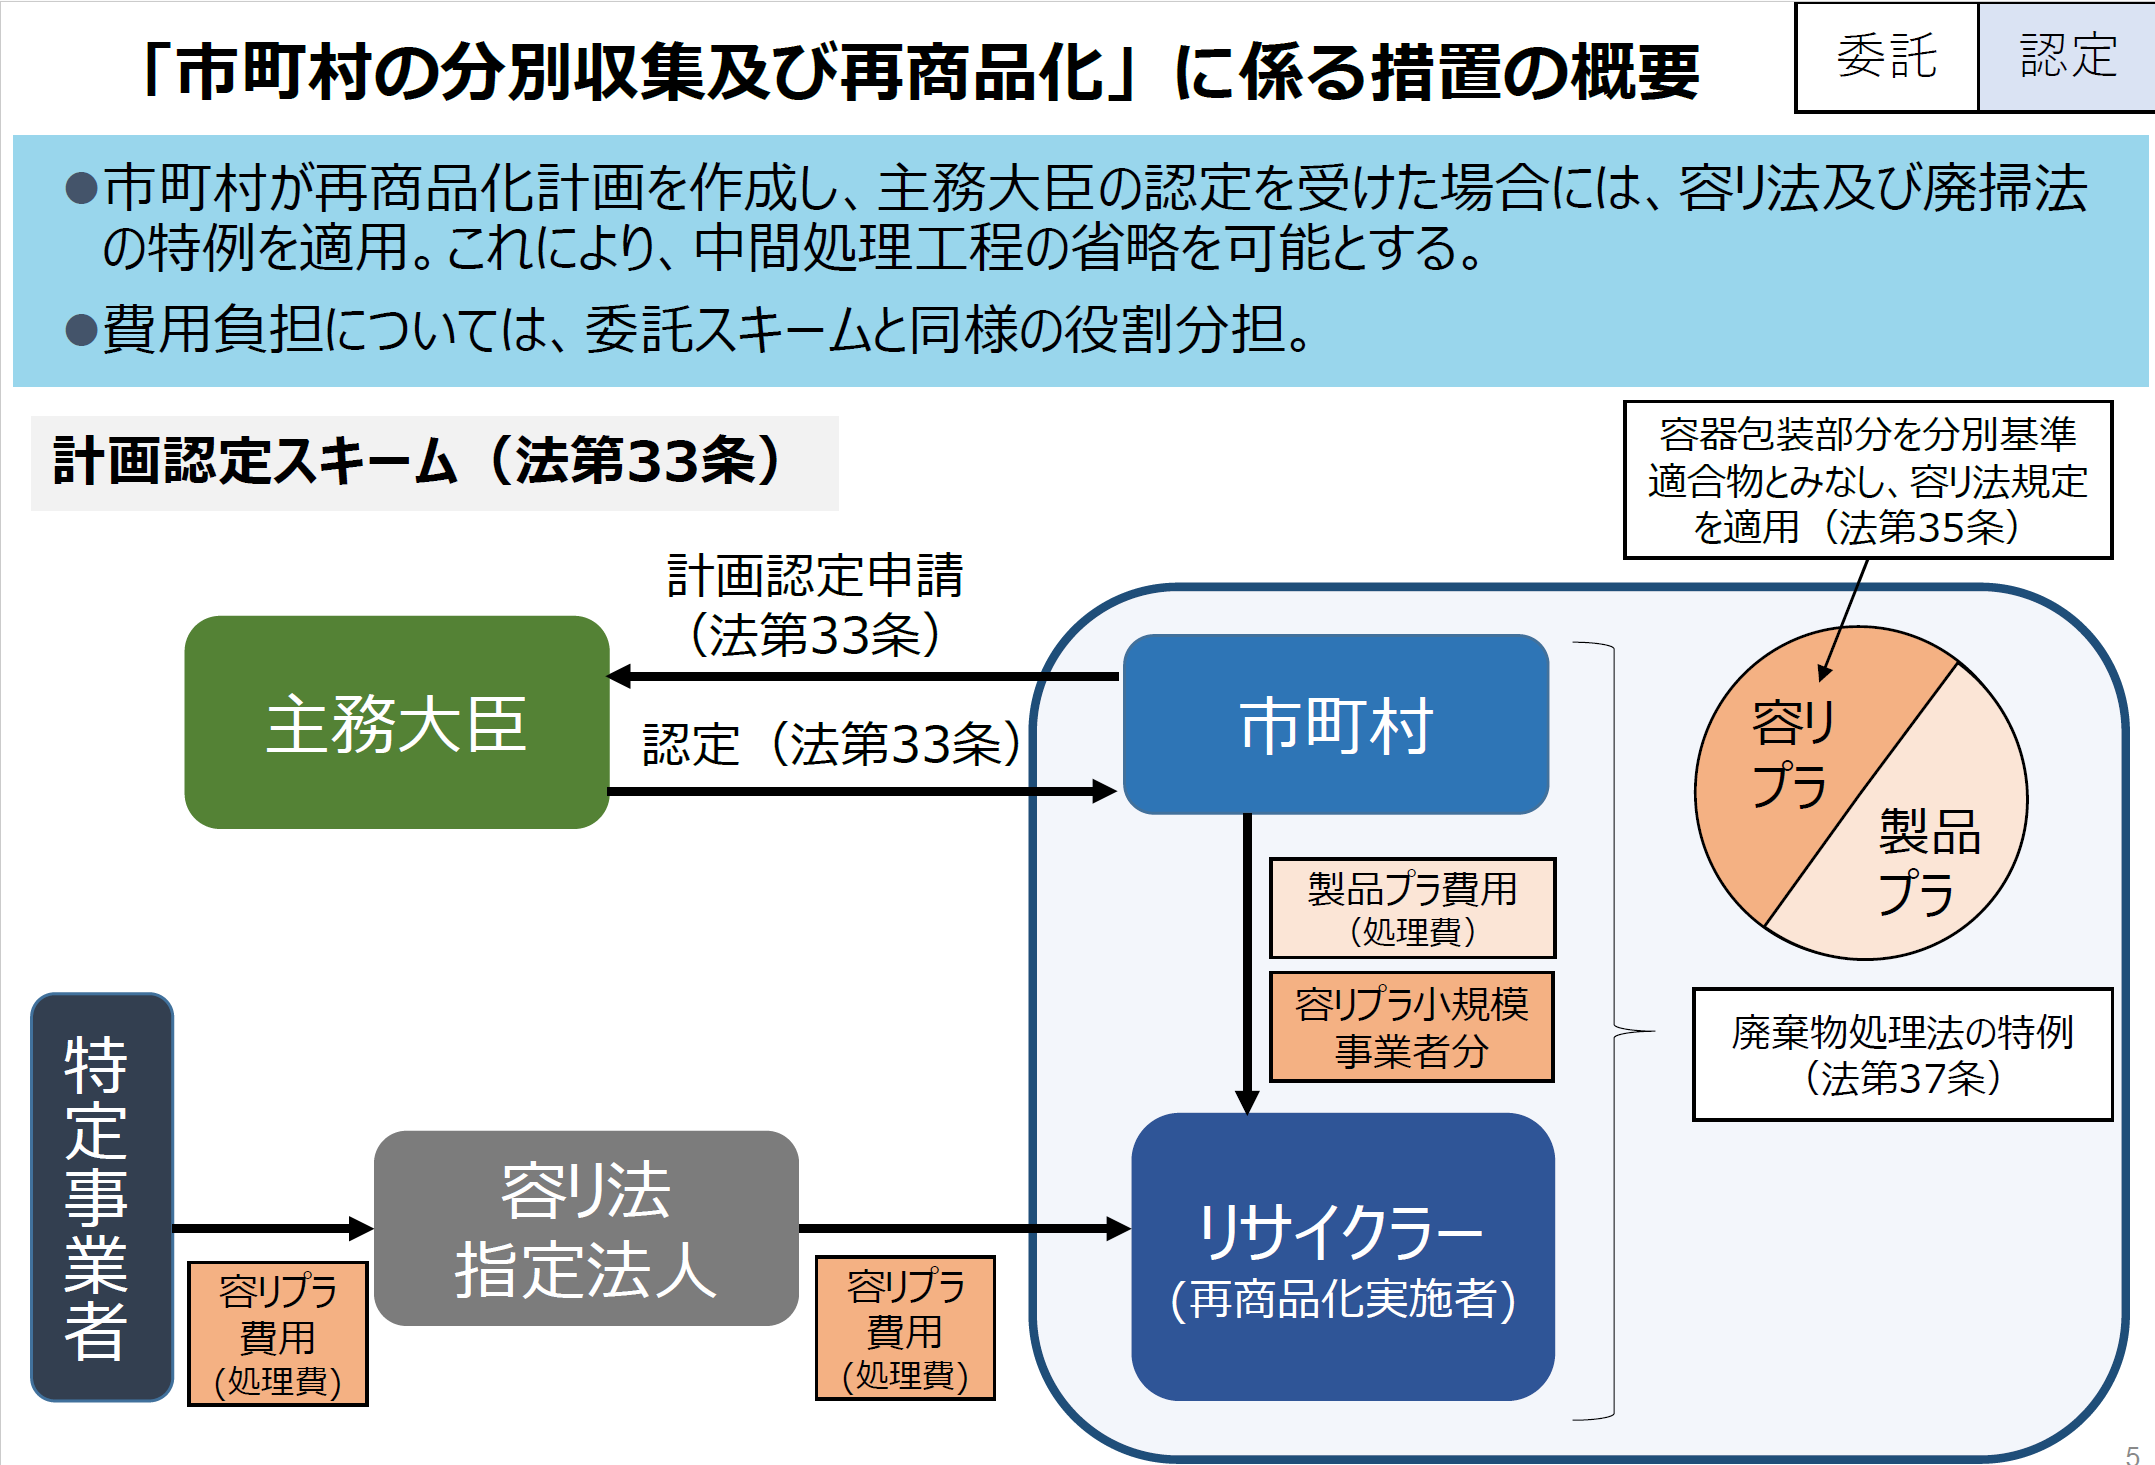 「市町村の分別収集及び再商品化」に係る措置の概要
委託
認定
●市町村が再商品化計画を作成し、主務大臣の認定を受けた場合には、容リ法及び廃掃法
の特例を適用。これにより、中間処理工程の省略を可能とする。
●費用負担については、委託スキームと同様の役割分担。
計画認定スキーム（法第33条）
容器包装部分を分別基準
適合物とみなし、容リ法規定
を適用（法第35条）
計画認定申請
（法第33条）
主務大臣
認定（法第33条）
市町村
容リ
プラ
製品
プラ
製品プラ費用
（処理費）
容リプラ小規模
事業者分
廃棄物処理法の特例
（法第37条）
特定事業者
容リ法
指定法人
リサイクラー
(再商品化実施者)
容リプラ
費用
(処理費)
容リプラ
費用
(処理費)
5